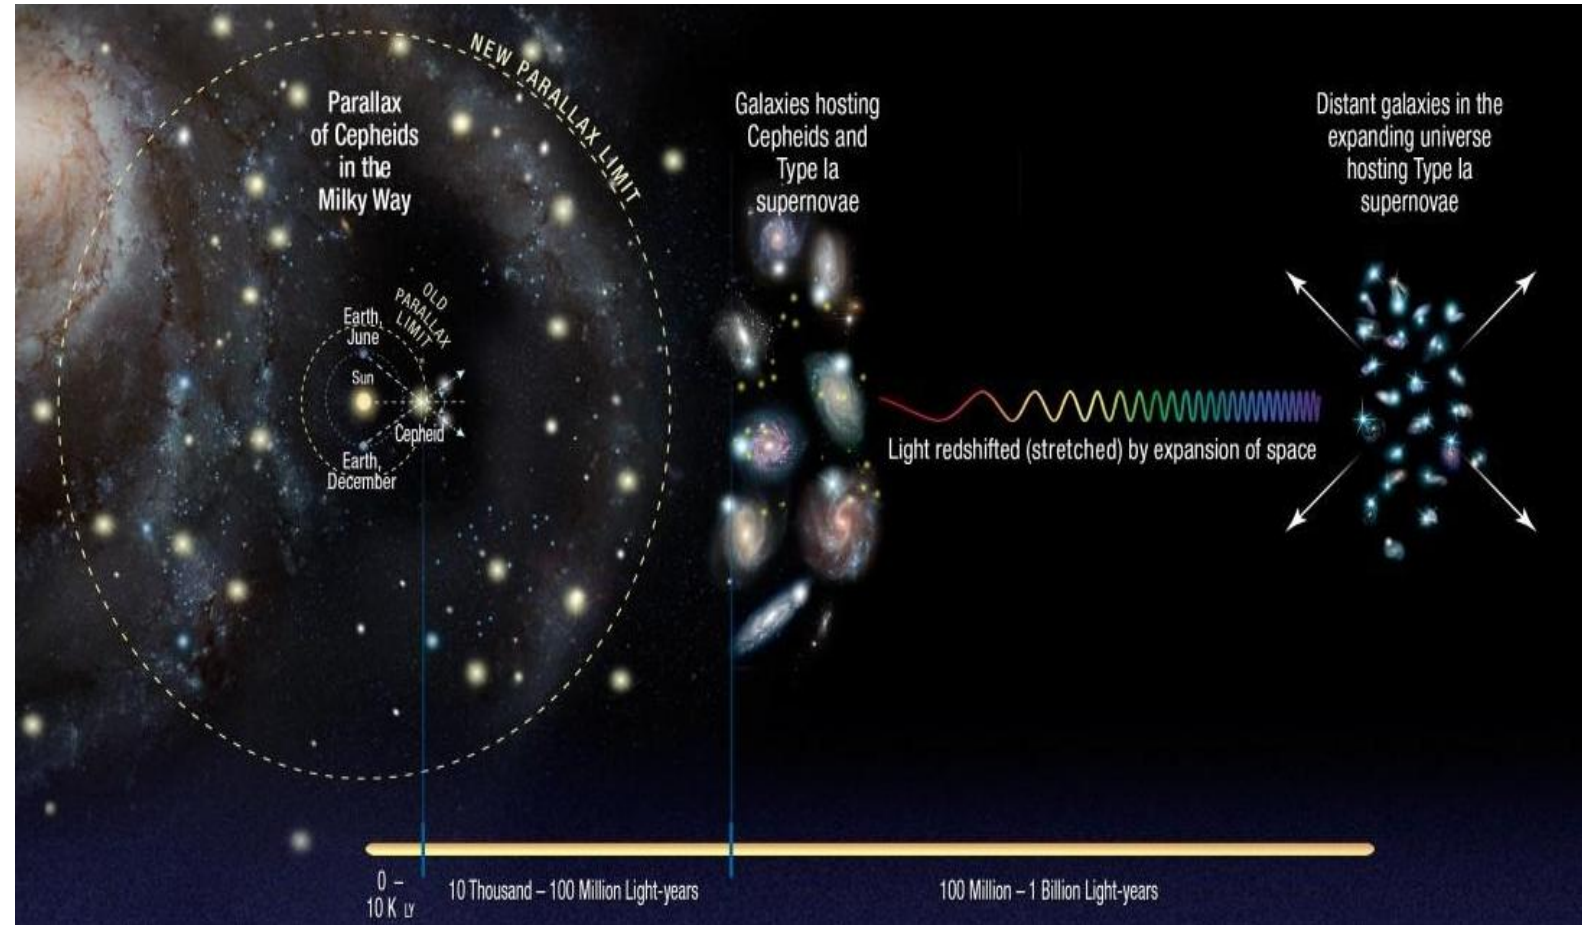 NEW PARALLAX LIMIT
Parallax
of Cepheids
in the
Milky Way
Galaxies hosting
Cepheids and
Type Ia
supernovae
Distant galaxies in the
expanding universe
hosting Type Ia
supernovae
OLD
PARALLAX
LIMIT
Earth,
June
Sun
Cepheid
Earth,
December
Light redshifted (stretched) by expansion of space
0 –
10 K LY
10 Thousand – 100 Million Light-years
100 Million – 1 Billion Light-years